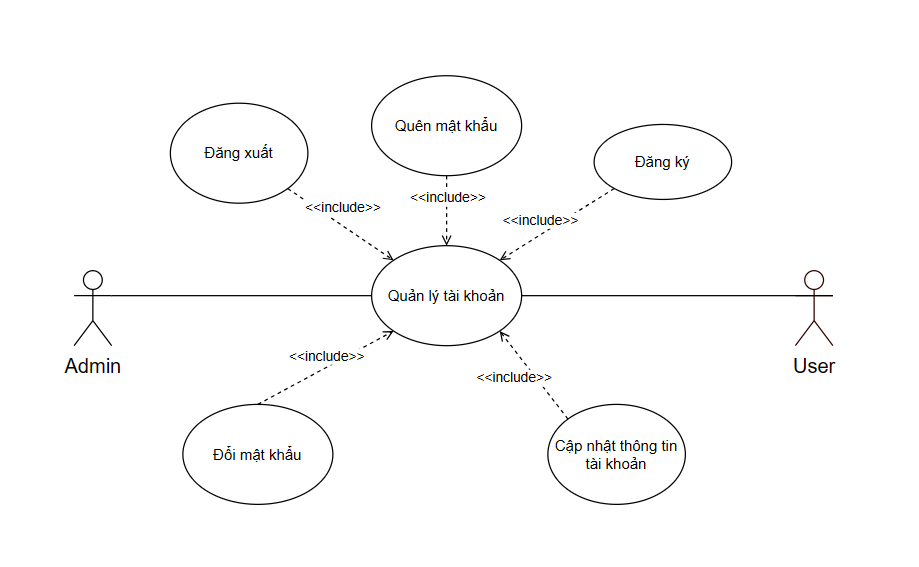 Quên mật khẩu
Đăng xuất
Đăng ký
<<include>>
<<include>>
<<include>>
Quản lý tài khoản
Admin
User
<<include>>
<<include>>
Đổi mật khẩu
Cập nhật thông tin
tài khoản